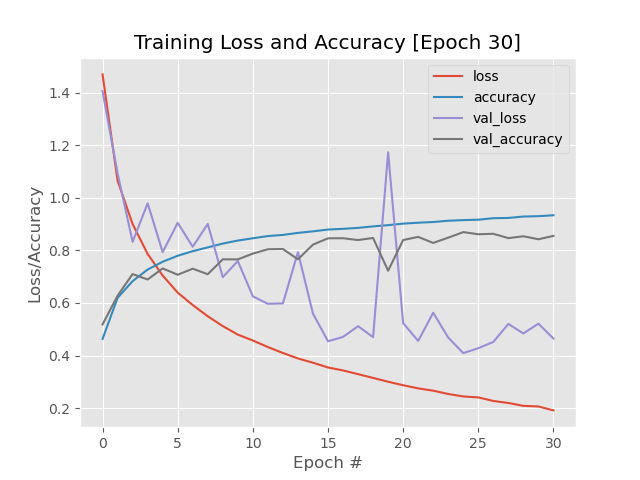 Training Loss and Accuracy [Epoch 30]
loss
accuracy
val_loss
val_accuracy
1.4
1.2
1.0
0.8
0.6
0.4
0.2
Loss/Accuracy
0 5 10 15 20 25 30
Epoch #